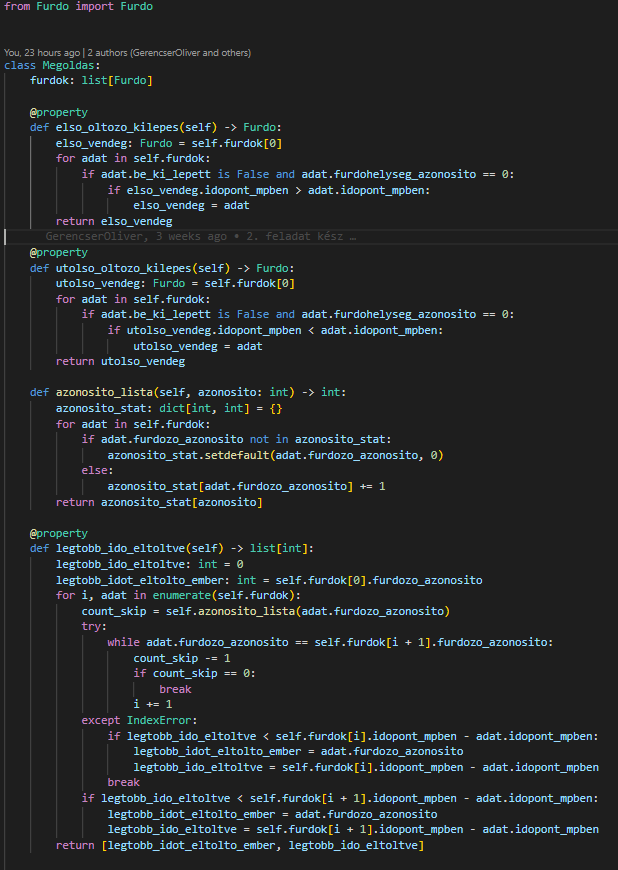 from Furdo import Furdo
You, 23 hours ago | 2 authors (GerencserOliver and others)
class Megoldas:
    furdok: list[Furdo]
    @property
    def elso_oltozo_kilepes(self) -> Furdo:
        elso_vendeg: Furdo = self.furdok[0]
        for adat in self.furdok:
            if adat.be_ki_lepett is False and adat.furdohelyseg_azonosito == 0:
                if elso_vendeg.idopont_mpben > adat.idopont_mpben:
                    elso_vendeg = adat
        return elso_vendeg
GerencserOliver, 3 weeks ago • 2. feladat kész …
    @property
    def utolso_oltozo_kilepes(self) -> Furdo:
        utolso_vendeg: Furdo = self.furdok[0]
        for adat in self.furdok:
            if adat.be_ki_lepett is False and adat.furdohelyseg_azonosito == 0:
                if utolso_vendeg.idopont_mpben < adat.idopont_mpben:
                    utolso_vendeg = adat
        return utolso_vendeg
    def azonosito_lista(self, azonosito: int) -> int:
        azonosito_stat: dict[int, int] = {}
        for adat in self.furdok:
            if adat.furdozo_azonosito not in azonosito_stat:
                azonosito_stat.setdefault(adat.furdozo_azonosito, 0)
            else:
                azonosito_stat[adat.furdozo_azonosito] += 1
        return azonosito_stat[azonosito]
    @property
    def legtobb_ido_eltoltve(self) -> list[int]:
        legtobb_ido_eltoltve: int = 0
        legtobb_idot_eltolto_ember: int = self.furdok[0].furdozo_azonosito
        for i, adat in enumerate(self.furdok):
            count_skip = self.azonosito_lista(adat.furdozo_azonosito)
            try:
                while adat.furdozo_azonosito == self.furdok[i + 1].furdozo_azonosito:
                    count_skip -= 1
                    if count_skip == 0:
                        break
                    i += 1
            except IndexError:
                if legtobb_ido_eltoltve < self.furdok[i].idopont_mpben - adat.idopont_mpben:
                    legtobb_idot_eltolto_ember = adat.furdozo_azonosito
                    legtobb_ido_eltoltve = self.furdok[i].idopont_mpben - adat.idopont_mpben
                break
            if legtobb_ido_eltoltve < self.furdok[i + 1].idopont_mpben - adat.idopont_mpben:
                legtobb_idot_eltolto_ember = adat.furdozo_azonosito
                legtobb_ido_eltoltve = self.furdok[i + 1].idopont_mpben - adat.idopont_mpben
        return [legtobb_idot_eltolto_ember, legtobb_ido_eltoltve]